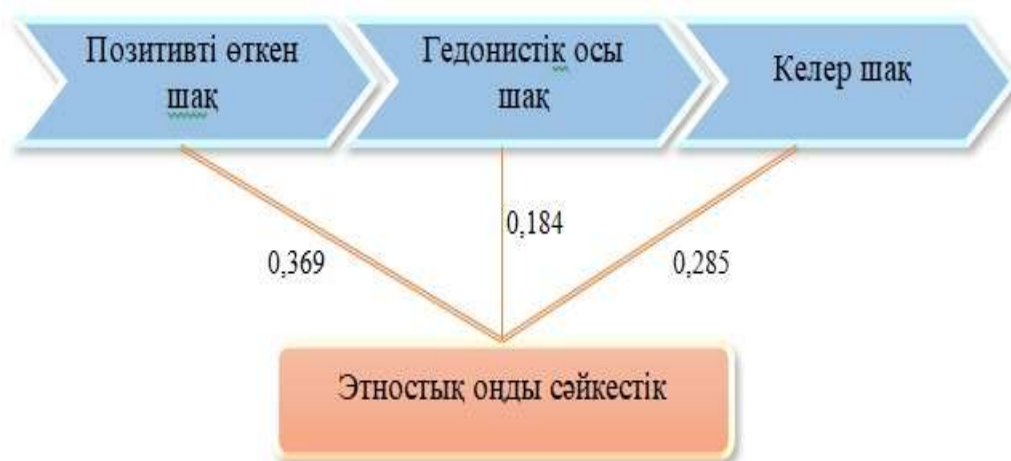 Позитивті өткен
шақ
Гедонистік осы
шақ
Келер шақ
0,369
0,184
0,285
Этностық оңды сәйкестік